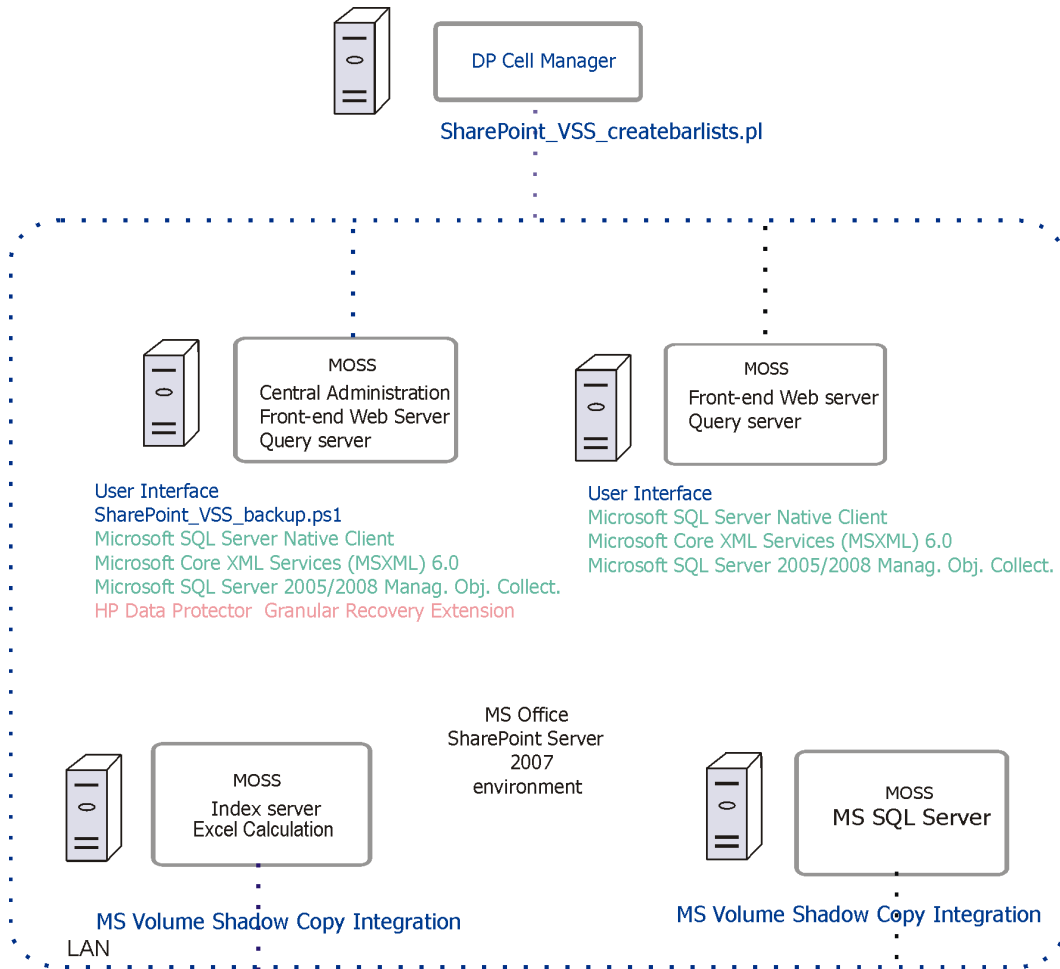 DP Cell Manager
SharePoint_VSS_createbarlists.pl
MOSS
Central Administration
Front-end Web Server
Query server
User Interface
SharePoint_VSS_backup.ps1
Microsoft SQL Server Native Client
Microsoft Core XML Services (MSXML) 6.0
Microsoft SQL Server 2005/2008 Manag. Obj. Collect.
HP Data Protector Granular Recovery Extension
MOSS
Front-end Web server
Query server
User Interface
Microsoft SQL Server Native Client
Microsoft Core XML Services (MSXML) 6.0
Microsoft SQL Server 2005/2008 Manag. Obj. Collect.
MS Office
SharePoint Server
2007
environment
MOSS
Index server
Excel Calculation
MS Volume Shadow Copy Integration
MOSS
MS SQL Server
MS Volume Shadow Copy Integration
LAN